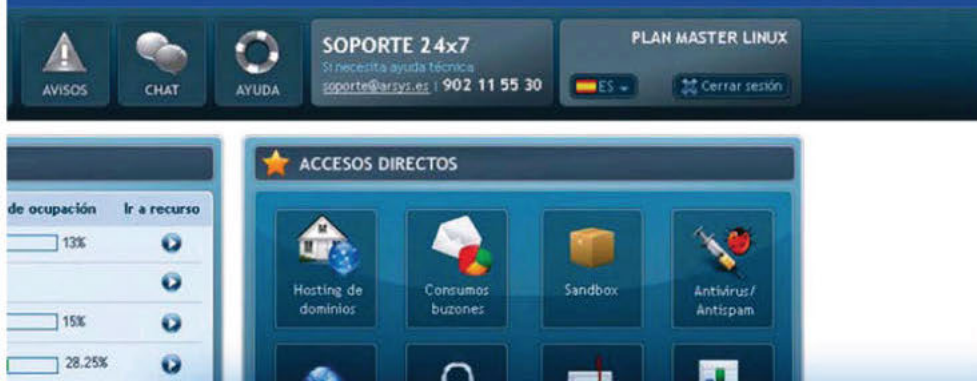 SOPORTE 24x7
Si necesita ayuda técnica
soporte@arsys.es | 902 11 55 30
PLAN MASTER LINUX
ES
Cerrar sesión
AVISOS
CHAT
AYUDA
ACCESOS DIRECTOS
de ocupación
Ir a recurso
13%
15%
28.25%
Hosting de
dominios
Consumos
buzones
Sandbox
Antivirus/
Antispam